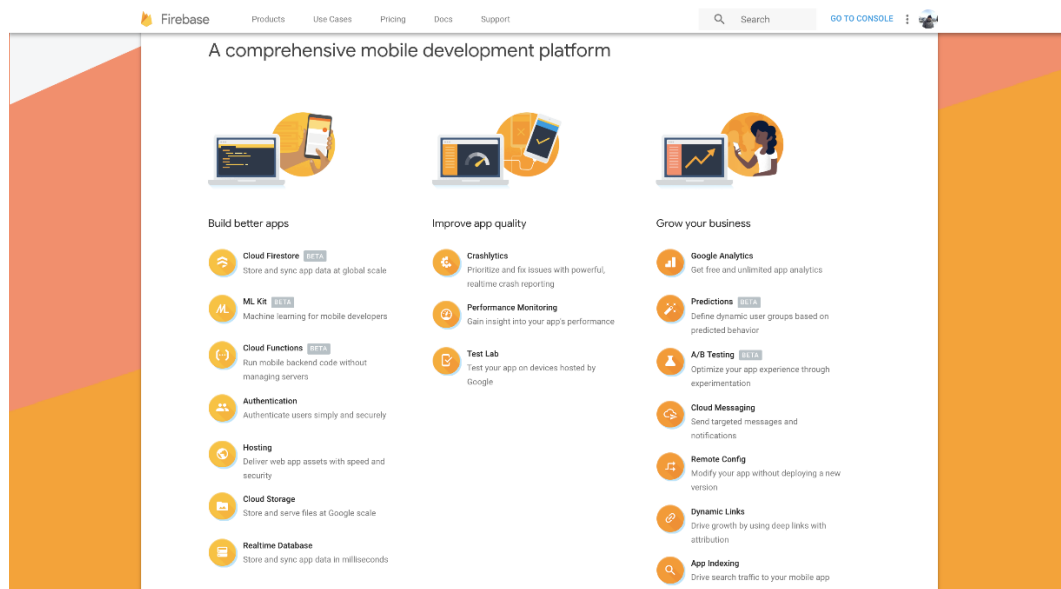 Firebase
Products
Use Cases
Pricing
Docs
Support
Search
GO TO CONSOLE
A comprehensive mobile development platform
Build better apps
Cloud Firestore BETA
Store and sync app data at global scale
ML Kit BETA
Machine learning for mobile developers
Cloud Functions BETA
Run mobile backend code without
managing servers
Authentication
Authenticate users simply and securely
Hosting
Deliver web app assets with speed and
security
Cloud Storage
Store and serve files at Google scale
Realtime Database
Store and sync app data in milliseconds
Improve app quality
Crashlytics
Prioritize and fix issues with powerful,
realtime crash reporting
Performance Monitoring
Gain insight into your app's performance
Test Lab
Test your app on devices hosted by
Google
Grow your business
Google Analytics
Get free and unlimited app analytics
Predictions BETA
Define dynamic user groups based on
predicted behavior
A/B Testing BETA
Optimize your app experience through
experimentation
Cloud Messaging
Send targeted messages and
notifications
Remote Config
Modify your app without deploying a new
version
Dynamic Links
Drive growth by using deep links with
attribution
App Indexing
Drive search traffic to your mobile app